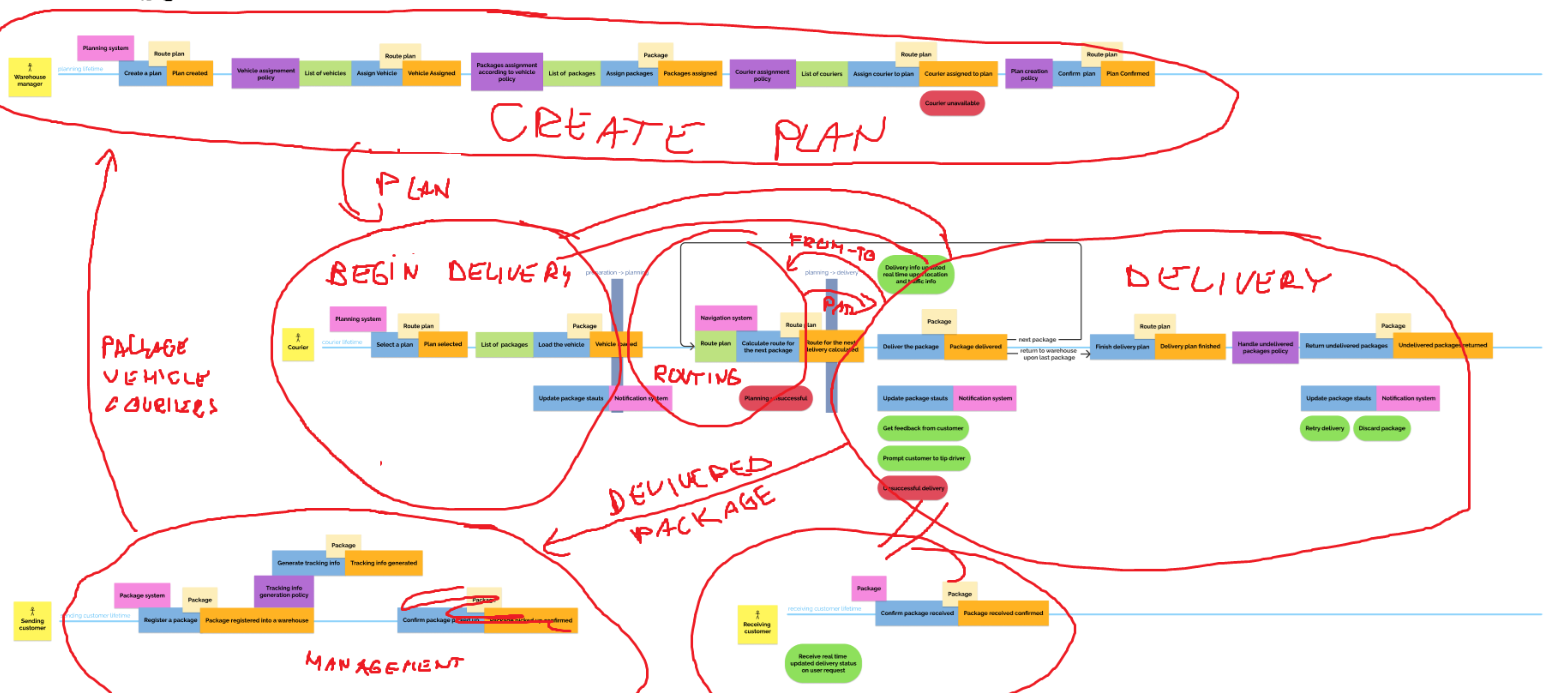 Planning system
Route plan
Warehouse manager
planning lifetime
Create a plan
Plan created
Vehicle assignement policy
List of vehicles
Route plan
Assign Vehicle
Vehicle Assigned
Packages assignment according to vehicle policy
List of packages
Package
Assign packages
Packages assigned
Courier assignment policy
List of couriers
Route plan
Assign courier to plan
Courier assigned to plan
Courier unavailable
Plan creation policy
Route plan
Confirm plan
Plan Confirmed
CREATE PLAN
PLAN
BEGIN DELIVERY
preparation -> planning
FROM-TO
planning -> delivery
Delivery info updated real time upon location and traffic info
DELIVERY
Planning system
Route plan
Courier
courier lifetime
Select a plan
Plan selected
List of packages
Package
Load the vehicle
Vehicle loaded
Update package stauts
Notification system
Navigation system
Route plan
Route plan
Calculate route for the next package
Route for the next delivery calculated
ROUTING
Planning unsuccessful
Package
Deliver the package
Package delivered
next package
return to warehouse upon last package
Update package stauts
Notification system
Get feedback from customer
Prompt customer to tip driver
Unsuccessful delivery
Route plan
Finish delivery plan
Delivery plan finished
Handle undelivered packages policy
Package
Return undelivered packages
Undelivered packages returned
Update package stauts
Notification system
Retry delivery
Discard package
PACKAGE
VEHICLE
COURIERS
DELIVERED
PACKAGE
Package
Generate tracking info
Tracking info generated
Tracking info generation policy
Package system
Package
Sending customer
sending customer lifetime
Register a package
Package registered into a warehouse
Package
Confirm package picked up
Package picked up confirmed
MANAGEMENT
Package
Package
Receiving customer
receiving customer lifetime
Confirm package received
Package received confirmed
Receive real time updated delivery status on user request